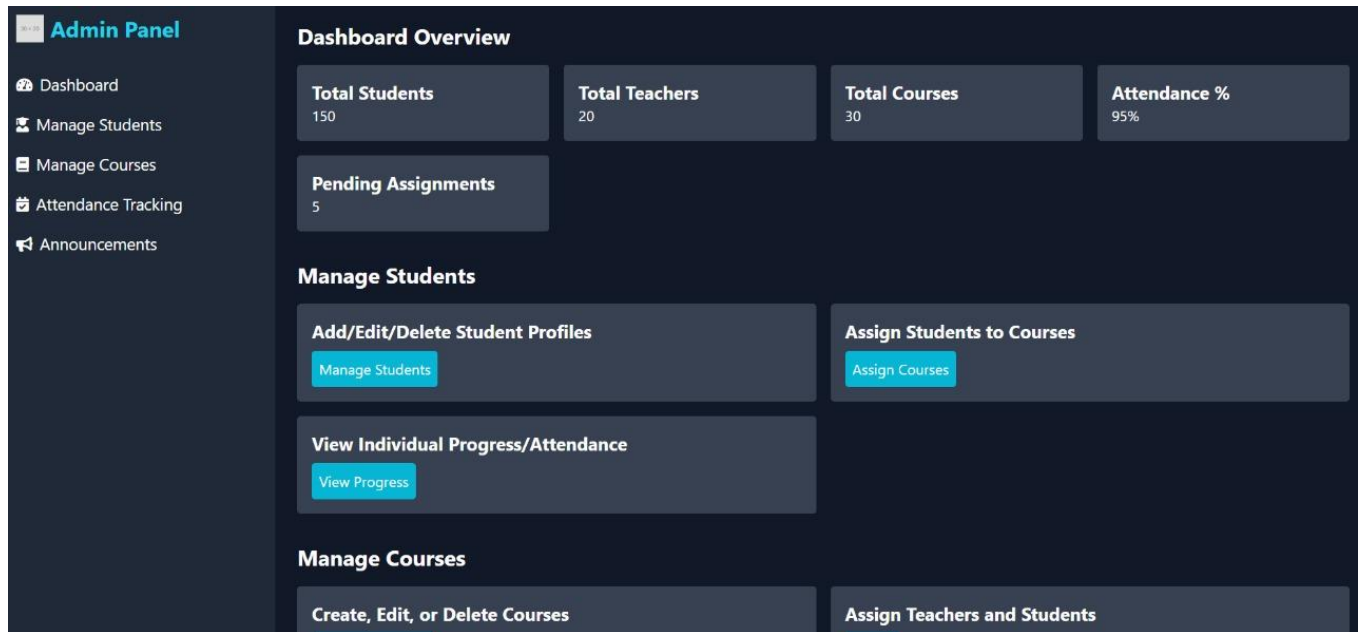 Admin Panel
Dashboard
Manage Students
Manage Courses
Attendance Tracking
Announcements
Dashboard Overview
Total Students
150
Total Teachers
20
Total Courses
30
Attendance %
95%
Pending Assignments
5
Manage Students
Add/Edit/Delete Student Profiles
Manage Students
Assign Students to Courses
Assign Courses
View Individual Progress/Attendance
View Progress
Manage Courses
Create, Edit, or Delete Courses
Assign Teachers and Students